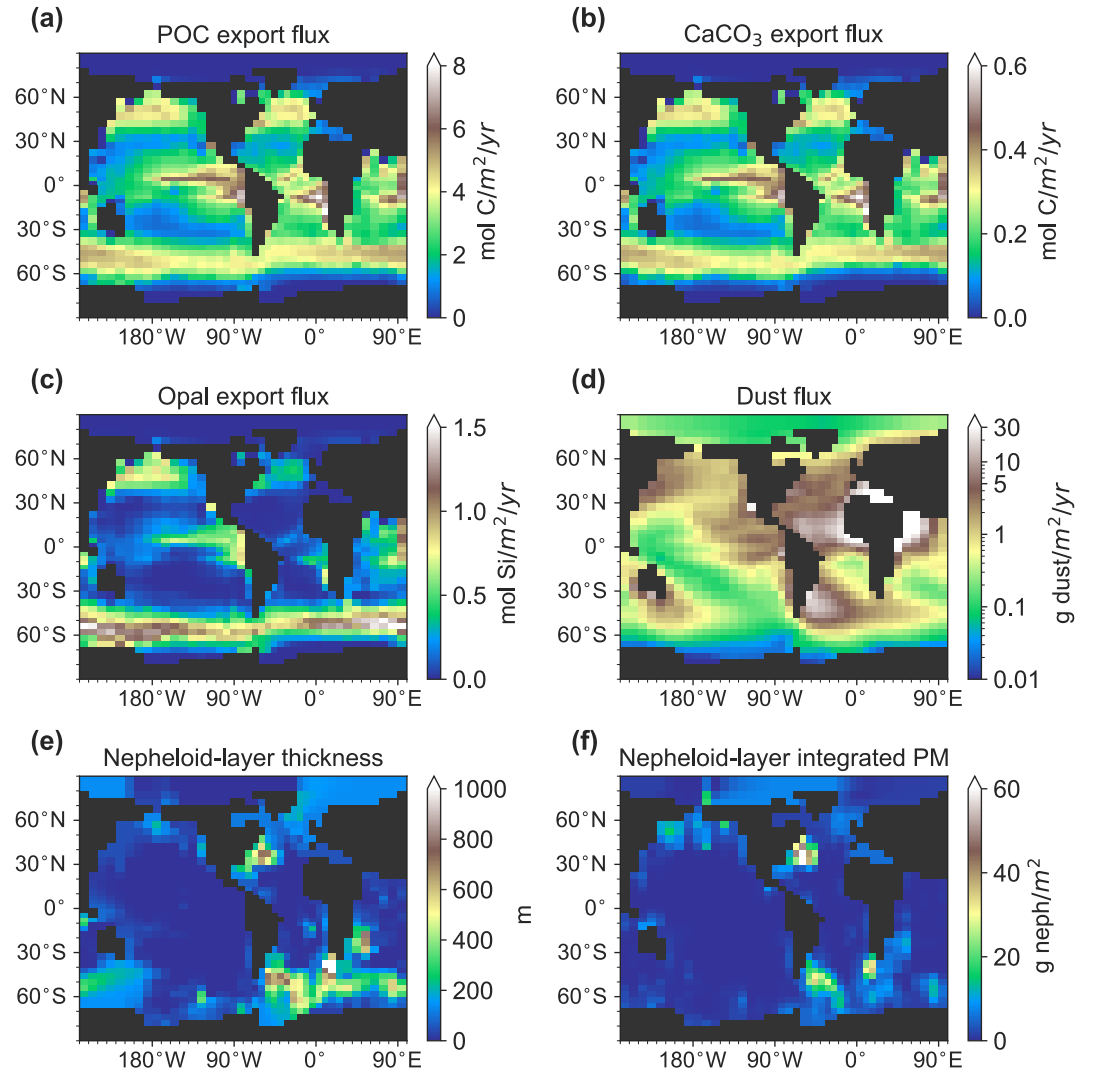 (a)
POC export flux
60°N
30°N
0°
30°S
60°S
180°W 90°W 0° 90°E
8
6
4
2
0
mol C/m²/yr
(b)
CaCO₃ export flux
60°N
30°N
0°
30°S
60°S
180°W 90°W 0° 90°E
0.6
0.4
0.2
0.0
mol C/m²/yr
(c)
Opal export flux
60°N
30°N
0°
30°S
60°S
180°W 90°W 0° 90°E
1.5
1.0
0.5
0.0
mol Si/m²/yr
(d)
Dust flux
60°N
30°N
0°
30°S
60°S
180°W 90°W 0° 90°E
30
10
5
1
0.1
0.01
g dust/m²/yr
(e)
Nepheloid-layer thickness
60°N
30°N
0°
30°S
60°S
180°W 90°W 0° 90°E
1000
800
600
400
200
0
m
(f)
Nepheloid-layer integrated PM
60°N
30°N
0°
30°S
60°S
180°W 90°W 0° 90°E
60
40
20
0
g neph/m²